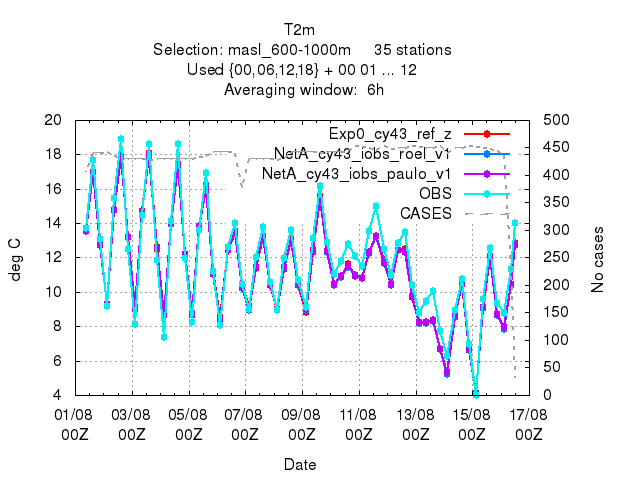 T2m
Selection: masl_600-1000m 35 stations
Used {00,06,12,18} + 00 01 ... 12
Averaging window: 6h
20 500
Exp0_cy43_ref_z
18 450
NetA_cy43_iobs_roel_v1
400
16 350
NetA_cy43_iobs_paulo_v1
OBS
14 300
CASES
deg C
12 250
No cases
10 200
8 150
100
6 50
4 0
01/08 03/08 05/08 07/08 09/08 11/08 13/08 15/08 17/08
00Z 00Z 00Z 00Z 00Z 00Z 00Z 00Z 00Z
Date